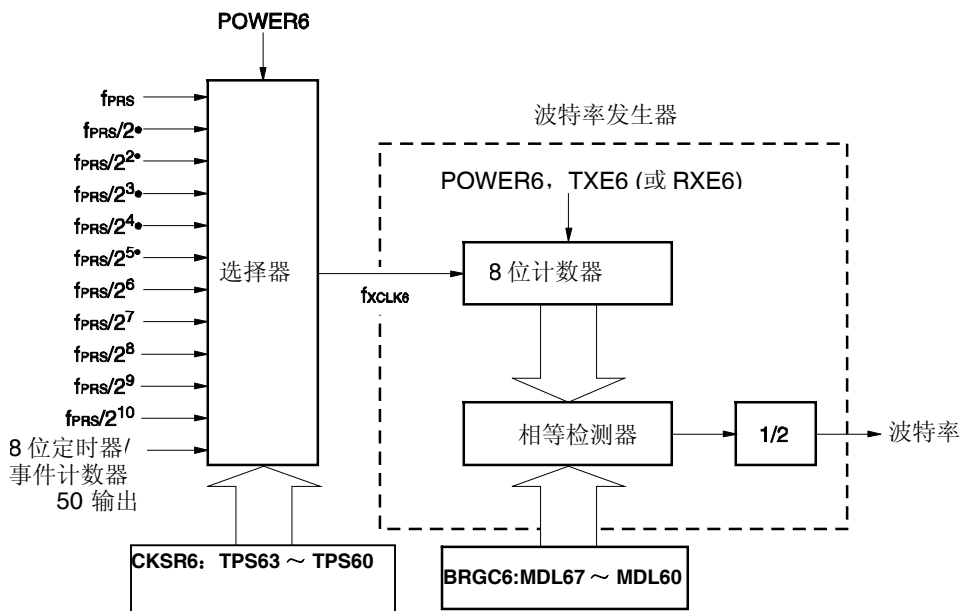 POWER6
fPRS
fPRS/2•
fPRS/2²•
fPRS/2³•
fPRS/2⁴•
fPRS/2⁵•
fPRS/2⁶
fPRS/2⁷
fPRS/2⁸
fPRS/2⁹
fPRS/2¹⁰
8 位定时器/
事件计数器
50 输出
选择器
fXCLK6
波特率发生器
POWER6，TXE6 (或 RXE6)
8 位计数器
相等检测器
1/2
波特率
CKSR6：TPS63 ～ TPS60
BRGC6:MDL67 ～ MDL60